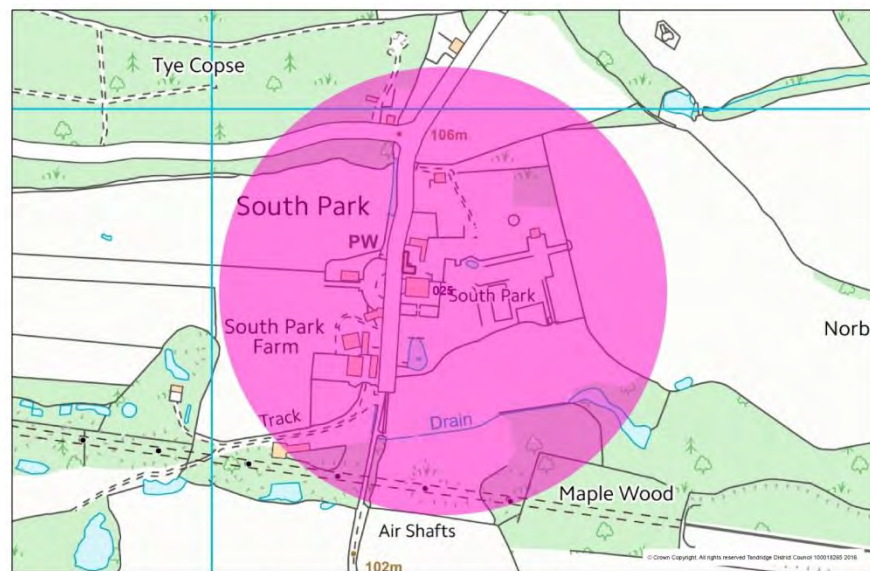 Tye Copse
106m
South Park
PW
025
South Park
South Park
Farm
Norb
Track
Drain
Maple Wood
Air Shafts
102m
© Crown Copyright. All rights reserved Tandridge District Council 100018265 2016